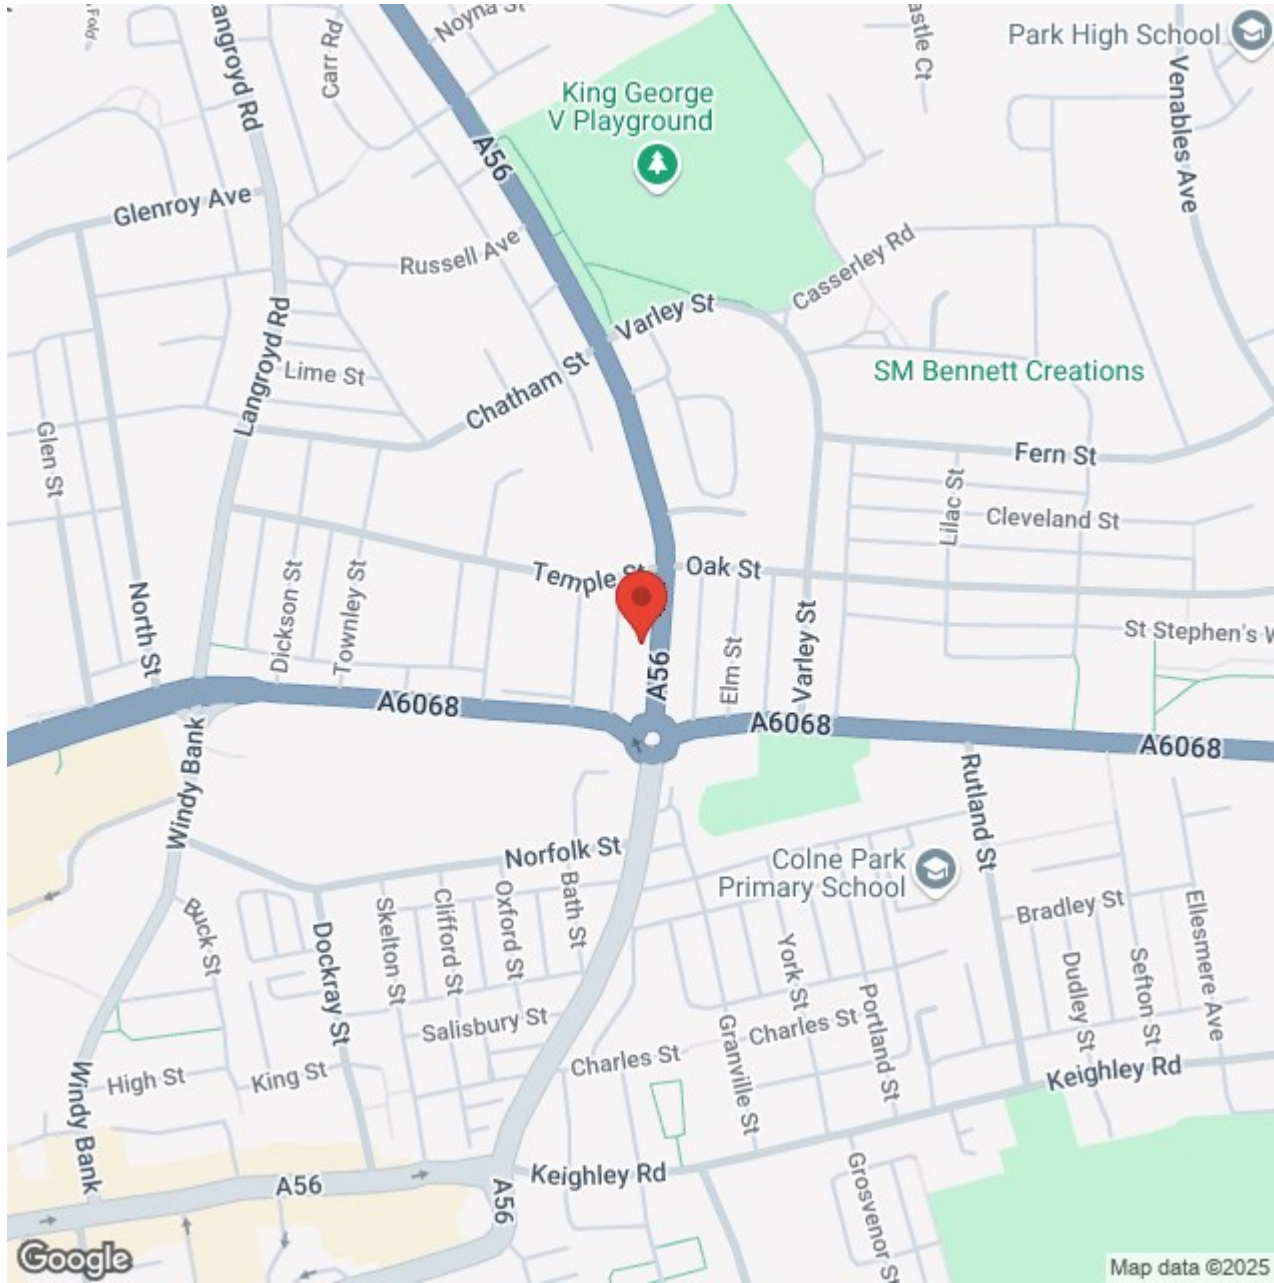 Foley
Langroyd Rd
Carr Rd
Noyna St
Castle Ct
Park High School
Venables Ave
King George
V Playground
A56
Glenroy Ave
Russell Ave
Casserley Rd
Varley St
Langroyd Rd
Lime St
Chatham St
SM Bennett Creations
Glen St
Fern St
Lilac St
Cleveland St
Temple St
Oak St
North St
Dickson St
Townley St
Elm St
Varley St
St Stephen's W
A56
A6068
A6068
A6068
Windy Bank
Rutland St
Norfolk St
Colne Park
Primary School
Buck St
Dockray St
Skelton St
Clifford St
Oxford St
Bath St
Bradley St
Ellesmere Ave
York St
Portland St
Dudley St
Sefton St
Salisbury St
Granville St
Charles St
Charles St
High St
King St
Keighley Rd
Windy Bank
A56
Keighley Rd
A56
Grosvenor St
Google
Map data ©2025